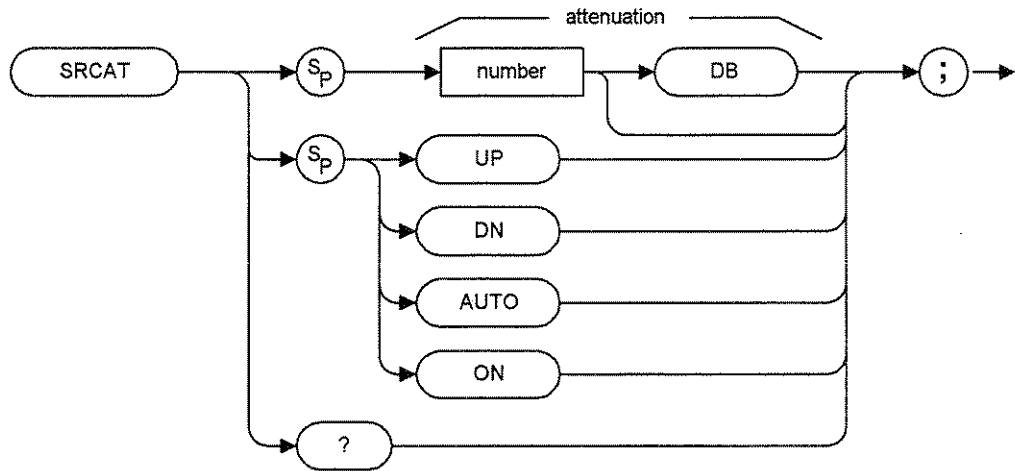 attenuation
SRCAT SP number DB ;
SP UP
DN
AUTO
ON
?